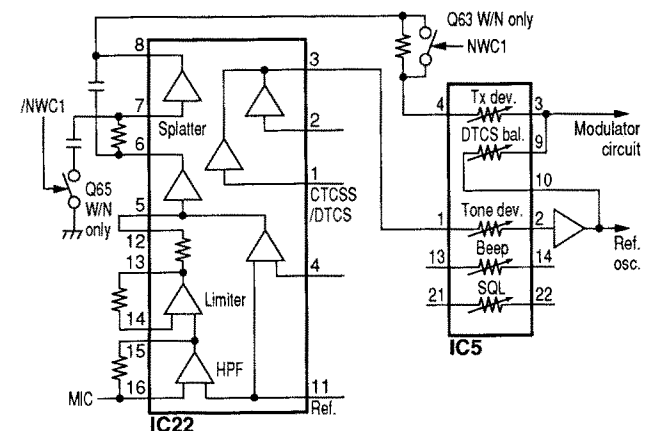 Q63 W/N only
NWC1
8
3
/NWC1
7
Splatter
2
6
1
CTCSS
/DTCS
Q65
W/N
only
5
12
13
4
Limiter
14
15
HPF
MIC
16
11
Ref.
IC22
4
Tx dev.
3
DTCS bal.
9
Modulator
circuit
10
1
Tone dev.
2
Ref.
osc.
13
Beep
14
21
SQL
22
IC5